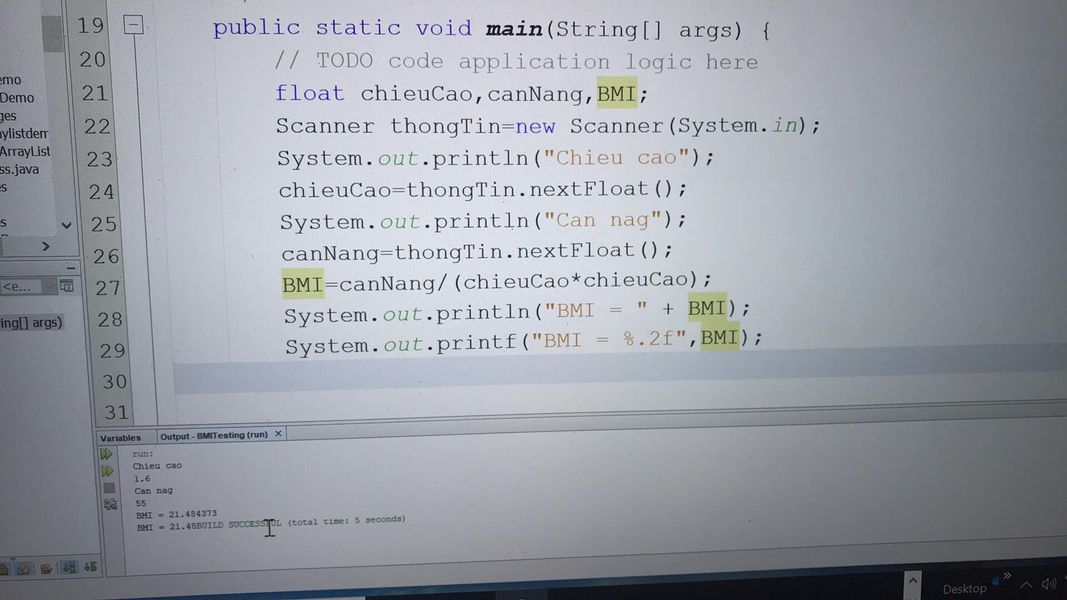 19 public static void main(String[] args) {
20 // TODO code application logic here
21 float chieuCao,canNang,BMI;
22 Scanner thongTin=new Scanner(System.in);
23 System.out.println("Chieu cao");
24 chieuCao=thongTin.nextFloat();
25 System.out.println("Can nag");
26 canNang=thongTin.nextFloat();
27 BMI=canNang/(chieuCao*chieuCao);
28 System.out.println("BMI = " + BMI);
29 System.out.printf("BMI = %.2f",BMI);
30
31
emo
Demo
ges
aylistdem
ArrayList
ss.java
es
s
<e...
ing[] args)
Variables Output - BMITesting (run) ×
run:
Chieu cao
1.6
Can nag
55
BMI = 21.484373
BMI = 21.48BUILD SUCCESSFUL (total time: 5 seconds)
Desktop